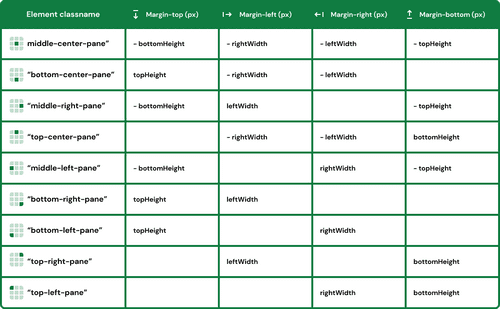 Element classname Margin-top (px) Margin-left (px) Margin-right (px) Margin-bottom (px)
middle-center-pane" - bottomHeight - rightWidth - leftWidth - topHeight
"bottom-center-pane" topHeight - rightWidth - leftWidth
"middle-right-pane" - bottomHeight leftWidth - topHeight
"top-center-pane" - rightWidth - leftWidth bottomHeight
"middle-left-pane" - bottomHeight rightWidth - topHeight
"bottom-right-pane" topHeight leftWidth
"bottom-left-pane" topHeight rightWidth
"top-right-pane" leftWidth bottomHeight
"top-left-pane" rightWidth bottomHeight